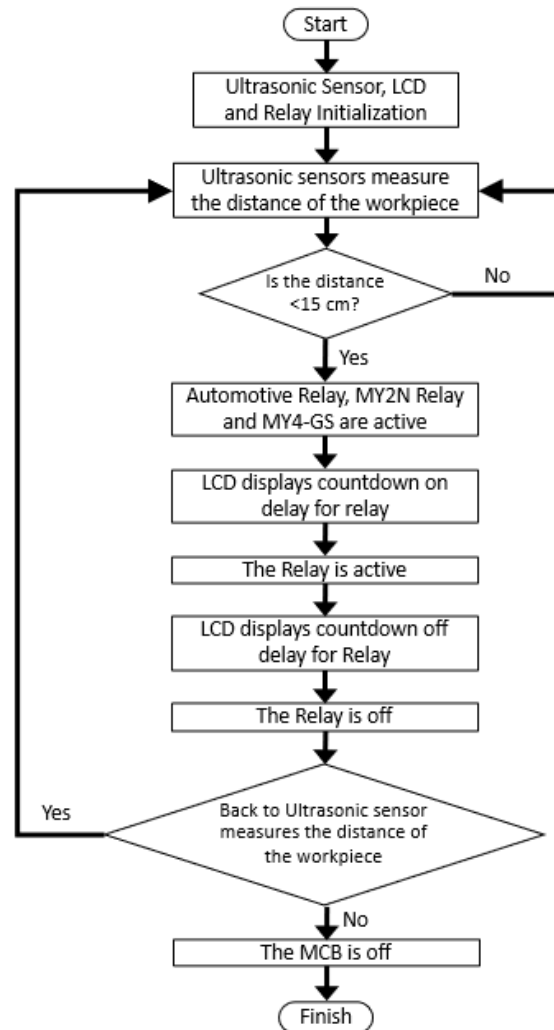 Start
Ultrasonic Sensor, LCD
and Relay Initialization
Ultrasonic sensors measure
the distance of the workpiece
Is the distance
<15 cm?
No
Yes
Automotive Relay, MY2N Relay
and MY4-GS are active
LCD displays countdown on
delay for relay
The Relay is active
LCD displays countdown off
delay for Relay
The Relay is off
Yes
Back to Ultrasonic sensor
measures the distance of
the workpiece
No
The MCB is off
Finish